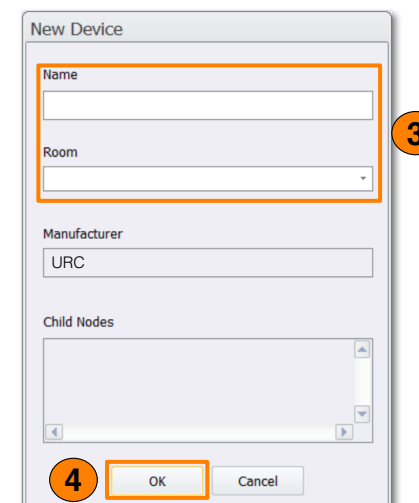 New Device
Name
3
Room
Manufacturer
URC
Child Nodes
4
OK Cancel